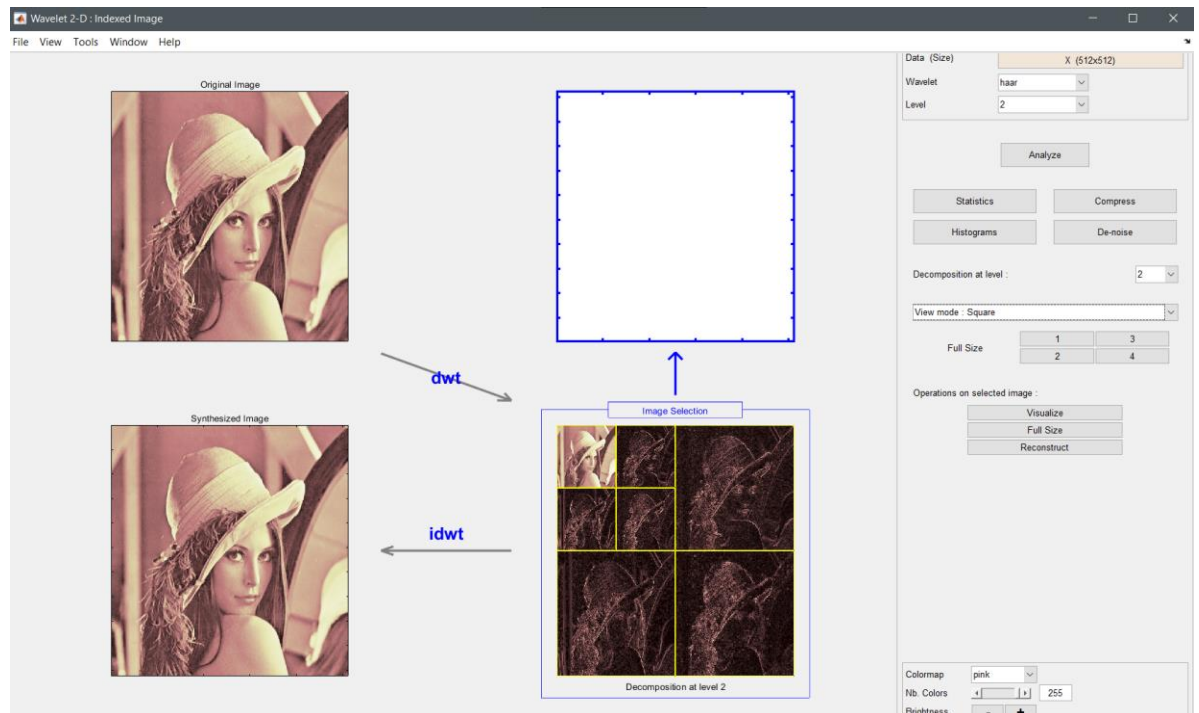 Wavelet 2-D : Indexed Image
File View Tools Window Help
Original Image
dwt
Synthesized Image
idwt
Image Selection
Decomposition at level 2
Data (Size) X (512x512)
Wavelet haar
Level 2
Analyze
Statistics Compress
Histograms De-noise
Decomposition at level : 2
View mode : Square
Full Size 1 3
2 4
Operations on selected image :
Visualize
Full Size
Reconstruct
Colormap pink
Nb. Colors 255
Brightness - +